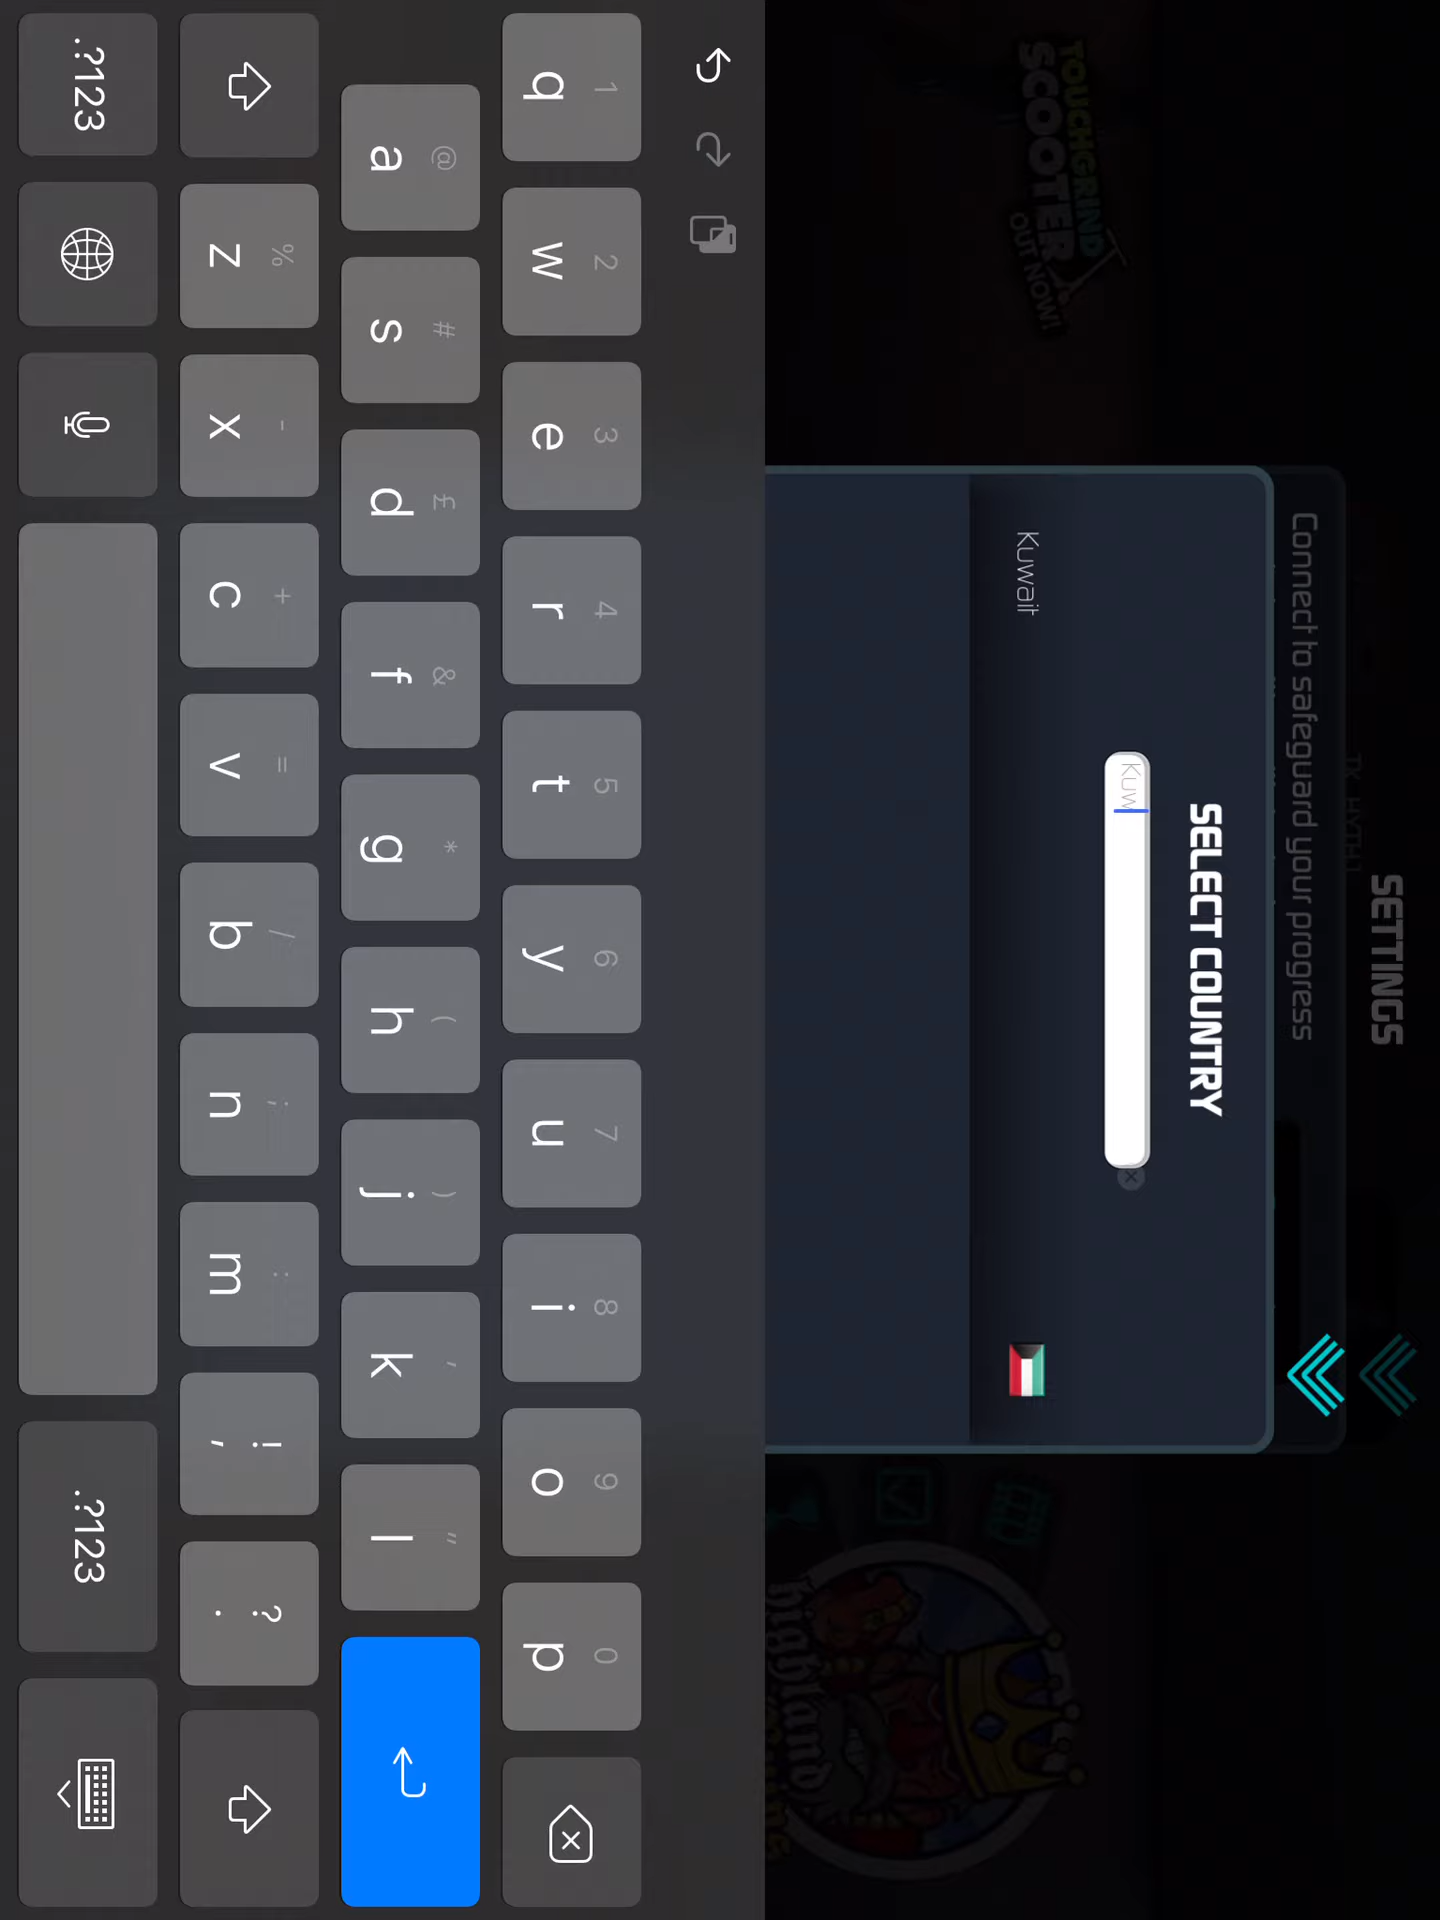 TOUCHGRIND
SCOOTER
OUT NOW!
SETTINGS
Connect to safeguard your progress
SELECT COUNTRY
Kuw
Kuwait
highland
1 2 3 4 5 6 7 8 9 0
q w e r t y u i o p
@ # £ & * ( ) ' "
a s d f g h j k l
% - + = / ; : ! ?
z x c v b n m , .
.?123 .?123